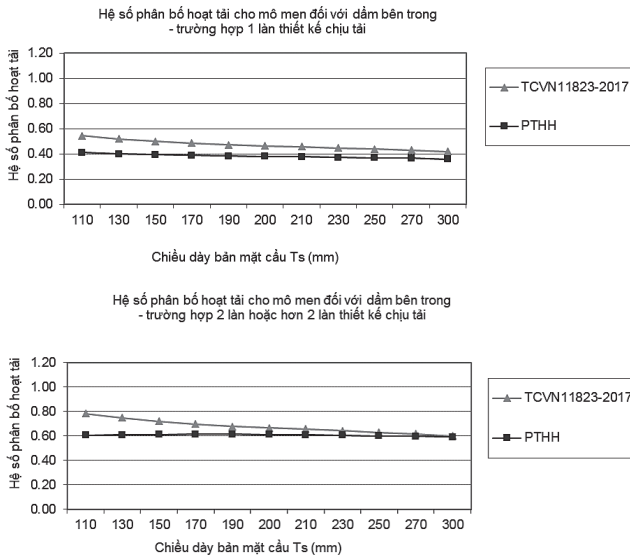 Hệ số phân bố hoạt tải cho mô men đối với dầm bên trong
- trường hợp 1 làn thiết kế chịu tải
Hệ số phân bố hoạt tải
1.20
1.00
0.80
0.60
0.40
0.20
0.00
110 130 150 170 190 200 210 230 250 270 300
Chiều dày bản mặt cầu Ts (mm)
TCVN11823-2017
PTHH
Hệ số phân bố hoạt tải cho mô men đối với dầm bên trong
- trường hợp 2 làn hoặc hơn 2 làn thiết kế chịu tải
Hệ số phân bố hoạt tải
1.20
1.00
0.80
0.60
0.40
0.20
0.00
110 130 150 170 190 200 210 230 250 270 300
Chiều dày bản mặt cầu Ts (mm)
TCVN11823-2017
PTHH